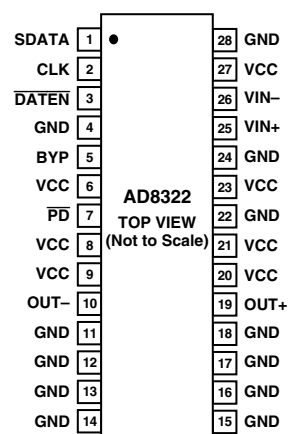 SDATA 1 28 GND
CLK 2 27 VCC
DATEN 3 26 VIN–
GND 4 25 VIN+
BYP 5 24 GND
VCC 6 23 VCC
AD8322
PD 7 22 GND
TOP VIEW
(Not to Scale)
VCC 8 21 VCC
VCC 9 20 VCC
OUT– 10 19 OUT+
GND 11 18 GND
GND 12 17 GND
GND 13 16 GND
GND 14 15 GND